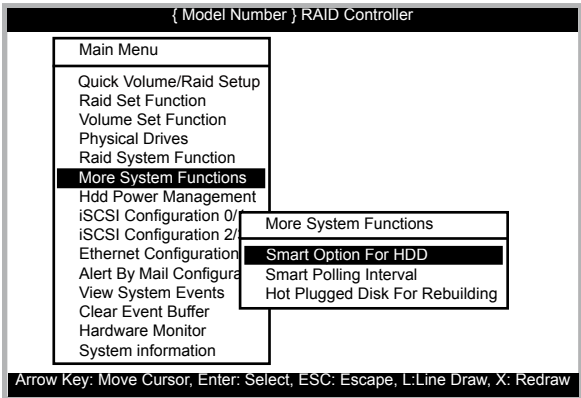 { Model Number } RAID Controller
Main Menu
Quick Volume/Raid Setup
Raid Set Function
Volume Set Function
Physical Drives
Raid System Function
More System Functions
Hdd Power Management
iSCSI Configuration 0/
iSCSI Configuration 2/
Ethernet Configuration
Alert By Mail Configura
View System Events
Clear Event Buffer
Hardware Monitor
System information
More System Functions
Smart Option For HDD
Smart Polling Interval
Hot Plugged Disk For Rebuilding
Arrow Key: Move Cursor, Enter: Select, ESC: Escape, L:Line Draw, X: Redraw